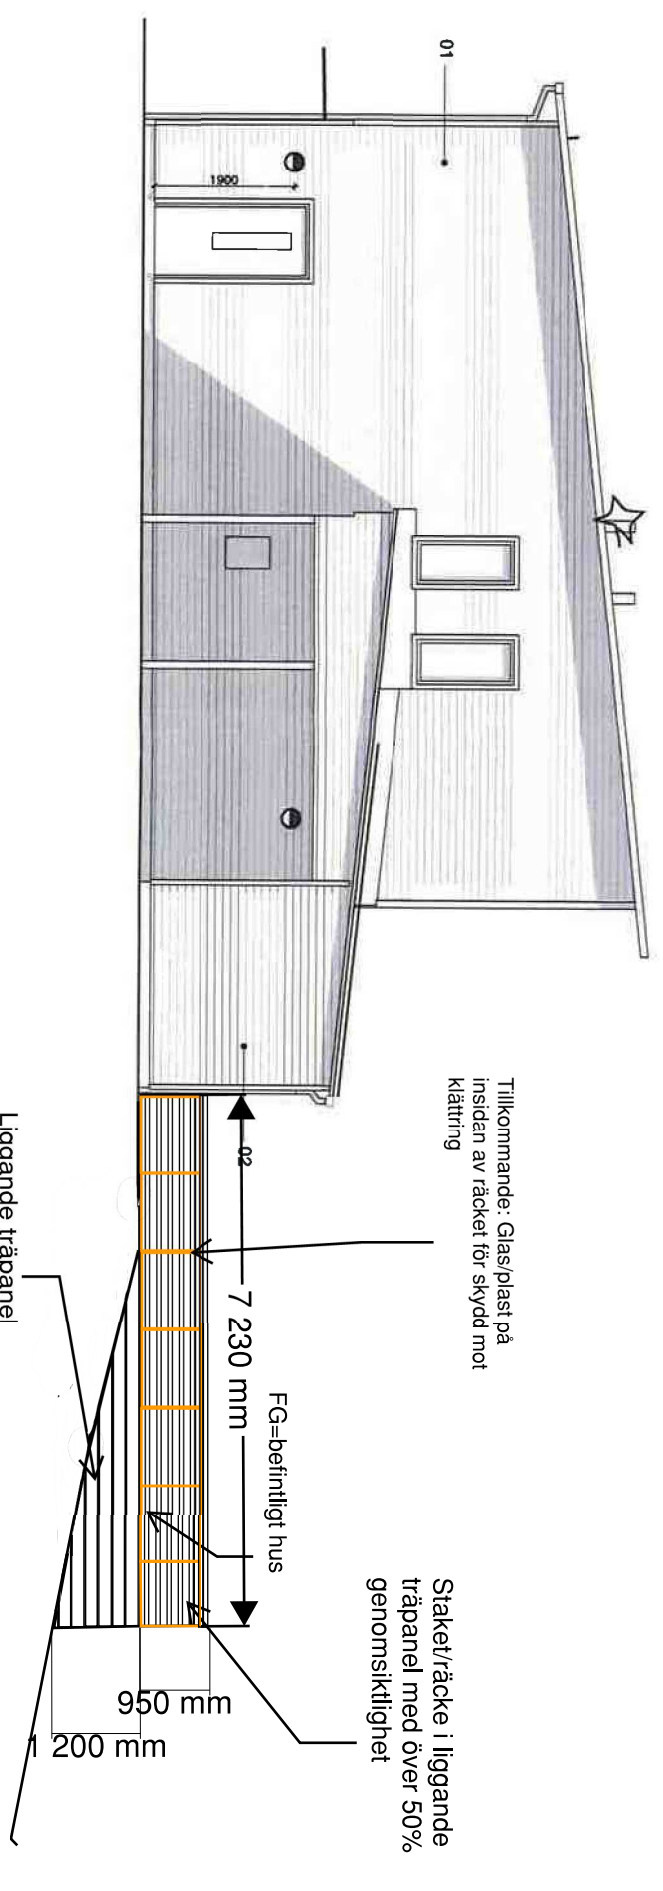 01
1900
02
Tillkommande: Glas/plast på
insidan av räcket för skydd mot
klättring
7 230 mm
FG=befintligt hus
Staket/räcke i liggande
träpanel med över 50%
genomsiktlighet
950 mm
1 200 mm
Liggande träpanel